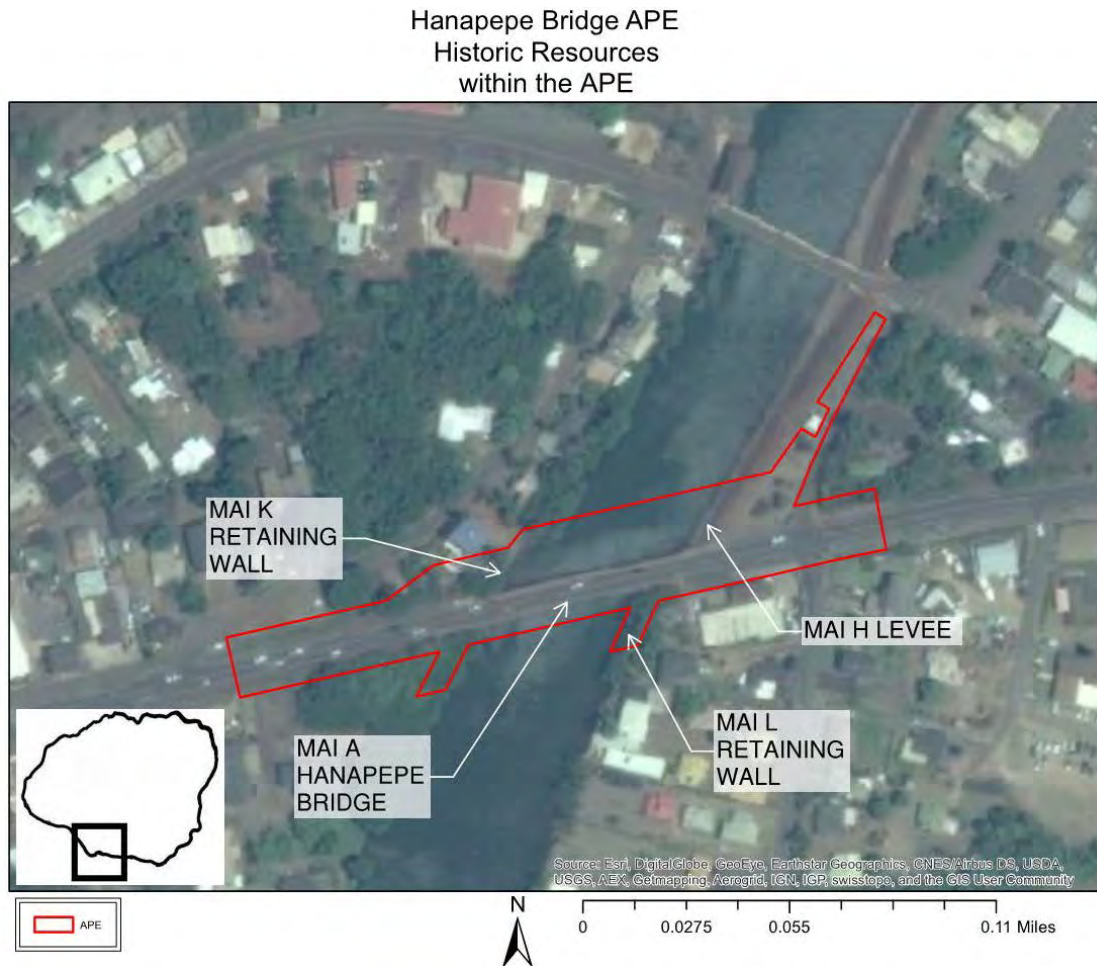 Hanapepe Bridge APE
Historic Resources
within the APE
MAI K
RETAINING
WALL
MAI H LEVEE
MAI A
HANAPEPE
BRIDGE
MAI L
RETAINING
WALL
Source: Esri, DigitalGlobe, GeoEye, Earthstar Geographics, CNES/Airbus DS, USDA,
USGS, AEX, Getmapping, Aerogrid, IGN, IGP, swisstopo, and the GIS User Community
APE
N
0 0.0275 0.055 0.11 Miles